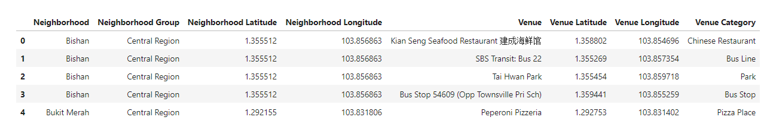 Neighborhood Neighborhood Group Neighborhood Latitude Neighborhood Longitude Venue Venue Latitude Venue Longitude Venue Category
0 Bishan Central Region 1.355512 103.856863 Kian Seng Seafood Restaurant 建成海鲜馆 1.358802 103.854696 Chinese Restaurant
1 Bishan Central Region 1.355512 103.856863 SBS Transit: Bus 22 1.355269 103.857354 Bus Line
2 Bishan Central Region 1.355512 103.856863 Tai Hwan Park 1.355454 103.859718 Park
3 Bishan Central Region 1.355512 103.856863 Bus Stop 54609 (Opp Townsville Pri Sch) 1.359441 103.855259 Bus Stop
4 Bukit Merah Central Region 1.292155 103.831806 Peperoni Pizzeria 1.292753 103.831402 Pizza Place